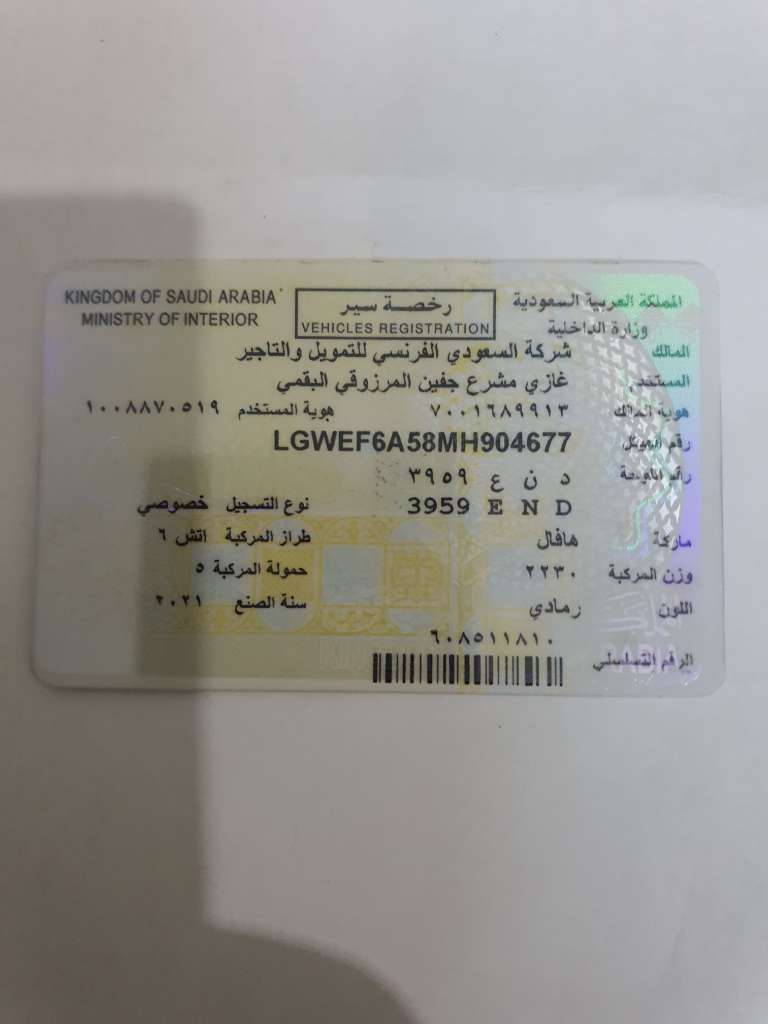 KINGDOM OF SAUDI ARABIA
MINISTRY OF INTERIOR
رخصة سير
VEHICLES REGISTRATION
المملكة العربية السعودية
وزارة الداخلية
المالك شركة السعودي الفرنسي للتمويل والتاجير
المستخدم غازي مشرع جفين المرزوقي البقمي
هوية المالك ٧٠٠١٦٨٩٩١٣ هوية المستخدم ١٠٠٨٨٧٠٥١٩
رقم الهيكل LGWEF6A58MH904677
رقم اللوحة د ن ع ٣٩٥٩
3959 E N D نوع التسجيل خصوصي
ماركة هافال طراز المركبة اتش ٦
وزن المركبة ٢٢٣٠ حمولة المركبة ٥
اللون رمادي سنة الصنع ٢٠٢١
الرقم التسلسلي ٦٠٨٥١١٨١٠